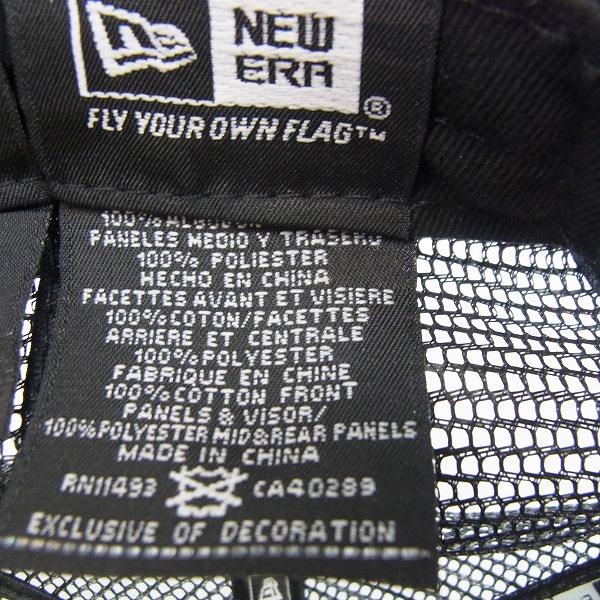 NEW
ERA
®
FLY YOUR OWN FLAG™
100% ALGODON
PANELES MEDIO Y TRASERO
100% POLIESTER
HECHO EN CHINA
FACETTES AVANT ET VISIERE
100% COTON/FACETTES
ARRIERE ET CENTRALE
100% POLYESTER
FABRIQUE EN CHINE
100% COTTON FRONT
PANELS & VISOR/
100% POLYESTER MID & REAR PANELS
MADE IN CHINA
RN11493 CA40289
EXCLUSIVE OF DECORATION